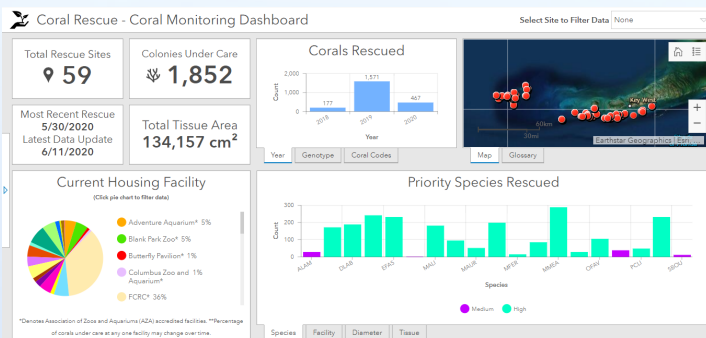 Coral Rescue - Coral Monitoring Dashboard
Select Site to Filter Data
None
Total Rescue Sites
59
Colonies Under Care
1,852
Most Recent Rescue
5/30/2020
Latest Data Update
6/11/2020
Total Tissue Area
134,157 cm²
Corals Rescued
Count
2,000
1,000
0
177
1,571
467
2018
2019
2020
Year
Year
Genotype
Coral Codes
Key West
60km
30mi
Earthstar Geographics | Esri, ...
Map
Glossary
Current Housing Facility
(Click pie chart to filter data)
Adventure Aquarium* 5%
Blank Park Zoo* 5%
Butterfly Pavilion* 1%
Columbus Zoo and 1%
Aquarium*
FCRC* 36%
*Denotes Association of Zoos and Aquariums (AZA) accredited facilities. **Percentage
of corals under care at any one facility may change over time.
Priority Species Rescued
Count
300
200
100
0
ALAM
DLAB
EFAS
MALI
MAUR
MFER
MMEA
OFAV
PCLI
SBOU
Species
Medium
High
Species
Facility
Diameter
Tissue